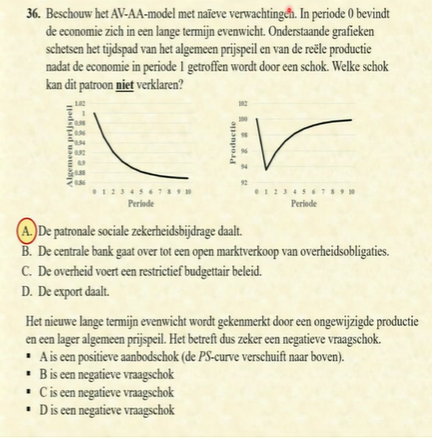 36. Beschouw het AV-AA-model met naïeve verwachtingen. In periode 0 bevindt
de economie zich in een lange termijn evenwicht. Onderstaande grafieken
schetsen het tijdspad van het algemeen prijspeil en van de reële productie
nadat de economie in periode 1 getroffen wordt door een schok. Welke schok
kan dit patroon niet verklaren?
Algemeen prijspeil
1.02
1
0.98
0.96
0.94
0.92
0.9
0.88
0.86
0 1 2 3 4 5 6 7 8 9 10
Periode
Productie
102
100
98
96
94
92
0 1 2 3 4 5 6 7 8 9 10
Periode
A. De patronale sociale zekerheidsbijdrage daalt.
B. De centrale bank gaat over tot een open marktverkoop van overheidsobligaties.
C. De overheid voert een restrictief budgettair beleid.
D. De export daalt.
Het nieuwe lange termijn evenwicht wordt gekenmerkt door een ongewijzigde productie
en een lager algemeen prijspeil. Het betreft dus zeker een negatieve vraagschok.
▪ A is een positieve aanbodschok (de PS-curve verschuift naar boven).
▪ B is een negatieve vraagschok
▪ C is een negatieve vraagschok
▪ D is een negatieve vraagschok